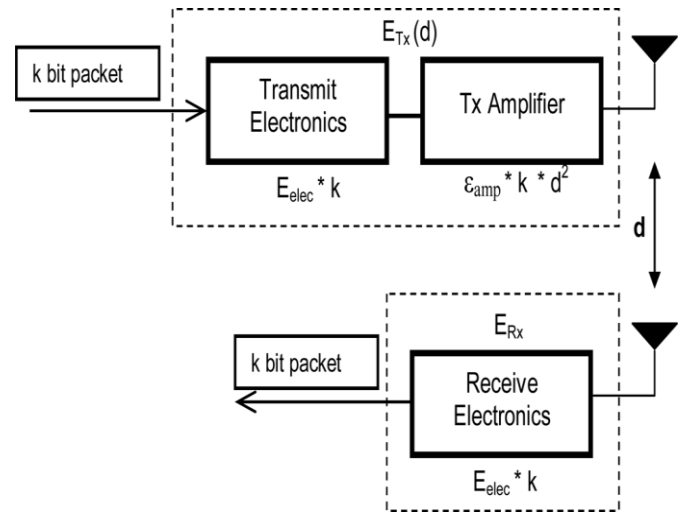 E_Tx(d)
k bit packet
Transmit
Electronics
Tx Amplifier
E_elec * k
ε_amp * k * d²
d
E_Rx
k bit packet
Receive
Electronics
E_elec * k